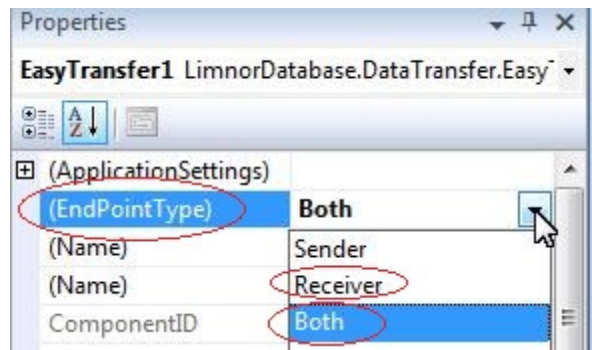 Properties
EasyTransfer1 LimnorDatabase.DataTransfer.Easy
(ApplicationSettings)
(EndPointType) Both
(Name) Sender
(Name) Receiver
ComponentID Both